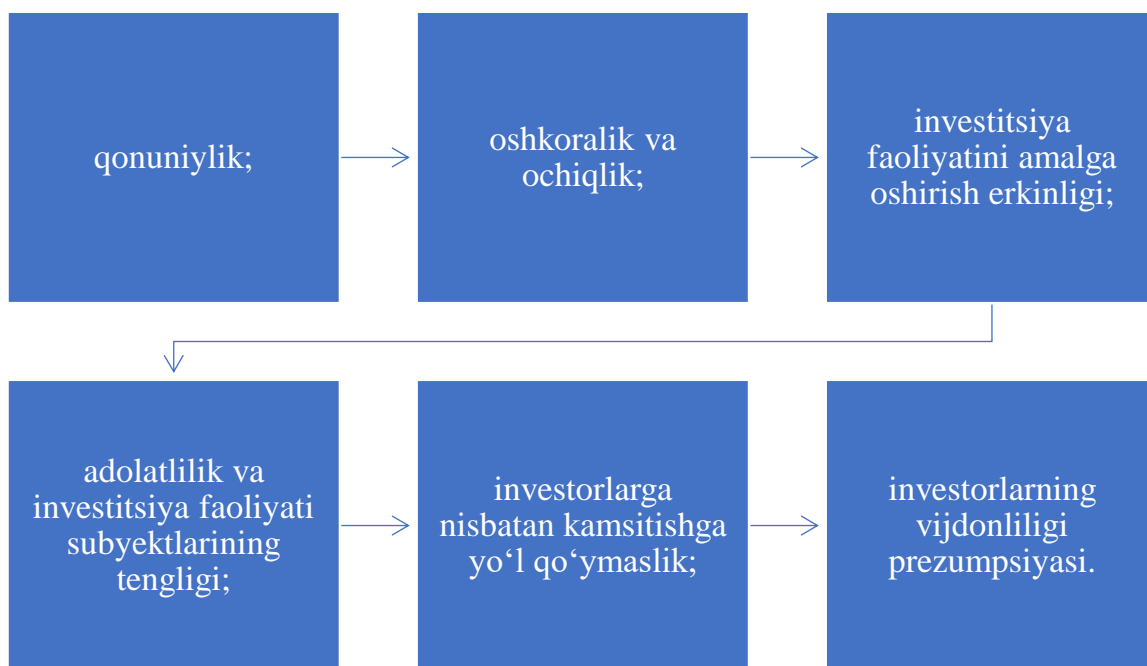 qonuniylik;
oshkoralik va
ochiqlik;
investitsiya
faoliyatini amalga
oshirish erkinligi;
adolatlilik va
investitsiya faoliyati
subyektlarining
tengligi;
investorlarga
nisbatan kamsitishga
yo‘l qo‘ymaslik;
investorlarning
vijdonliligi
prezumpsiyasi.